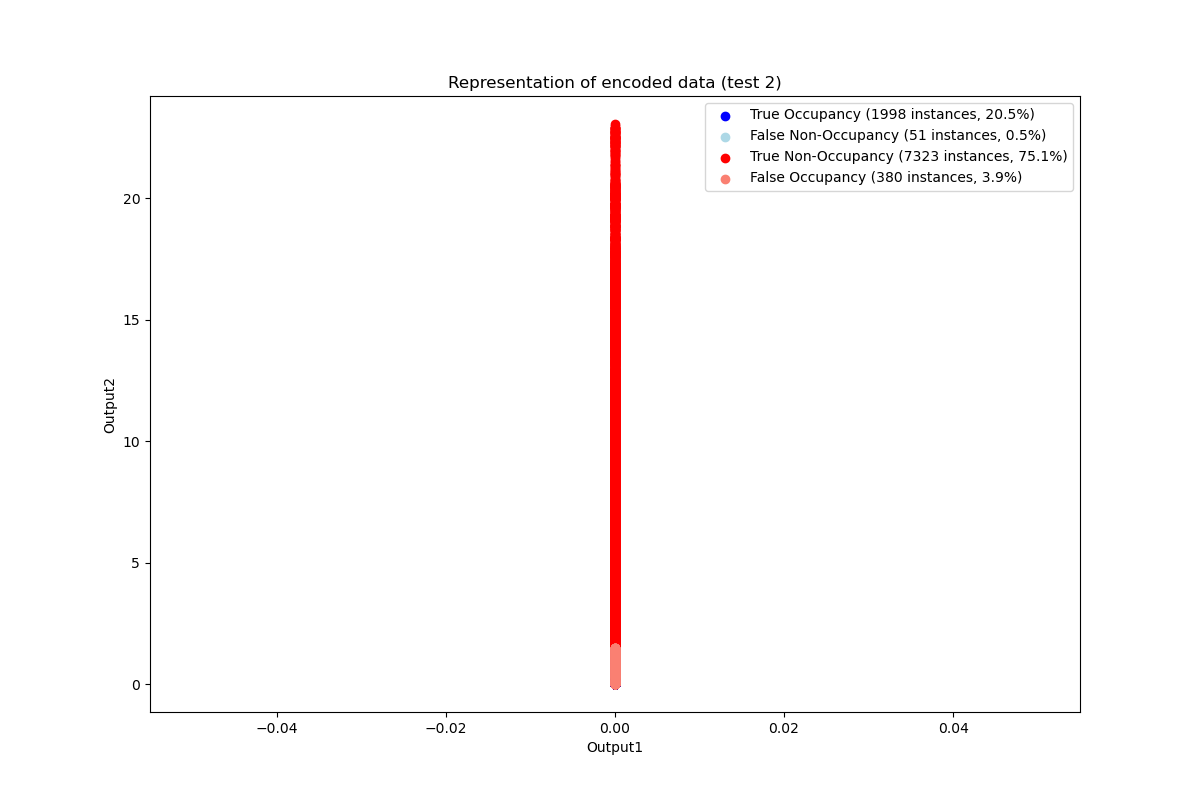 Representation of encoded data (test 2)
True Occupancy (1998 instances, 20.5%)
False Non-Occupancy (51 instances, 0.5%)
True Non-Occupancy (7323 instances, 75.1%)
False Occupancy (380 instances, 3.9%)
20
15
10
5
0
Output2
−0.04
−0.02
0.00
0.02
0.04
Output1